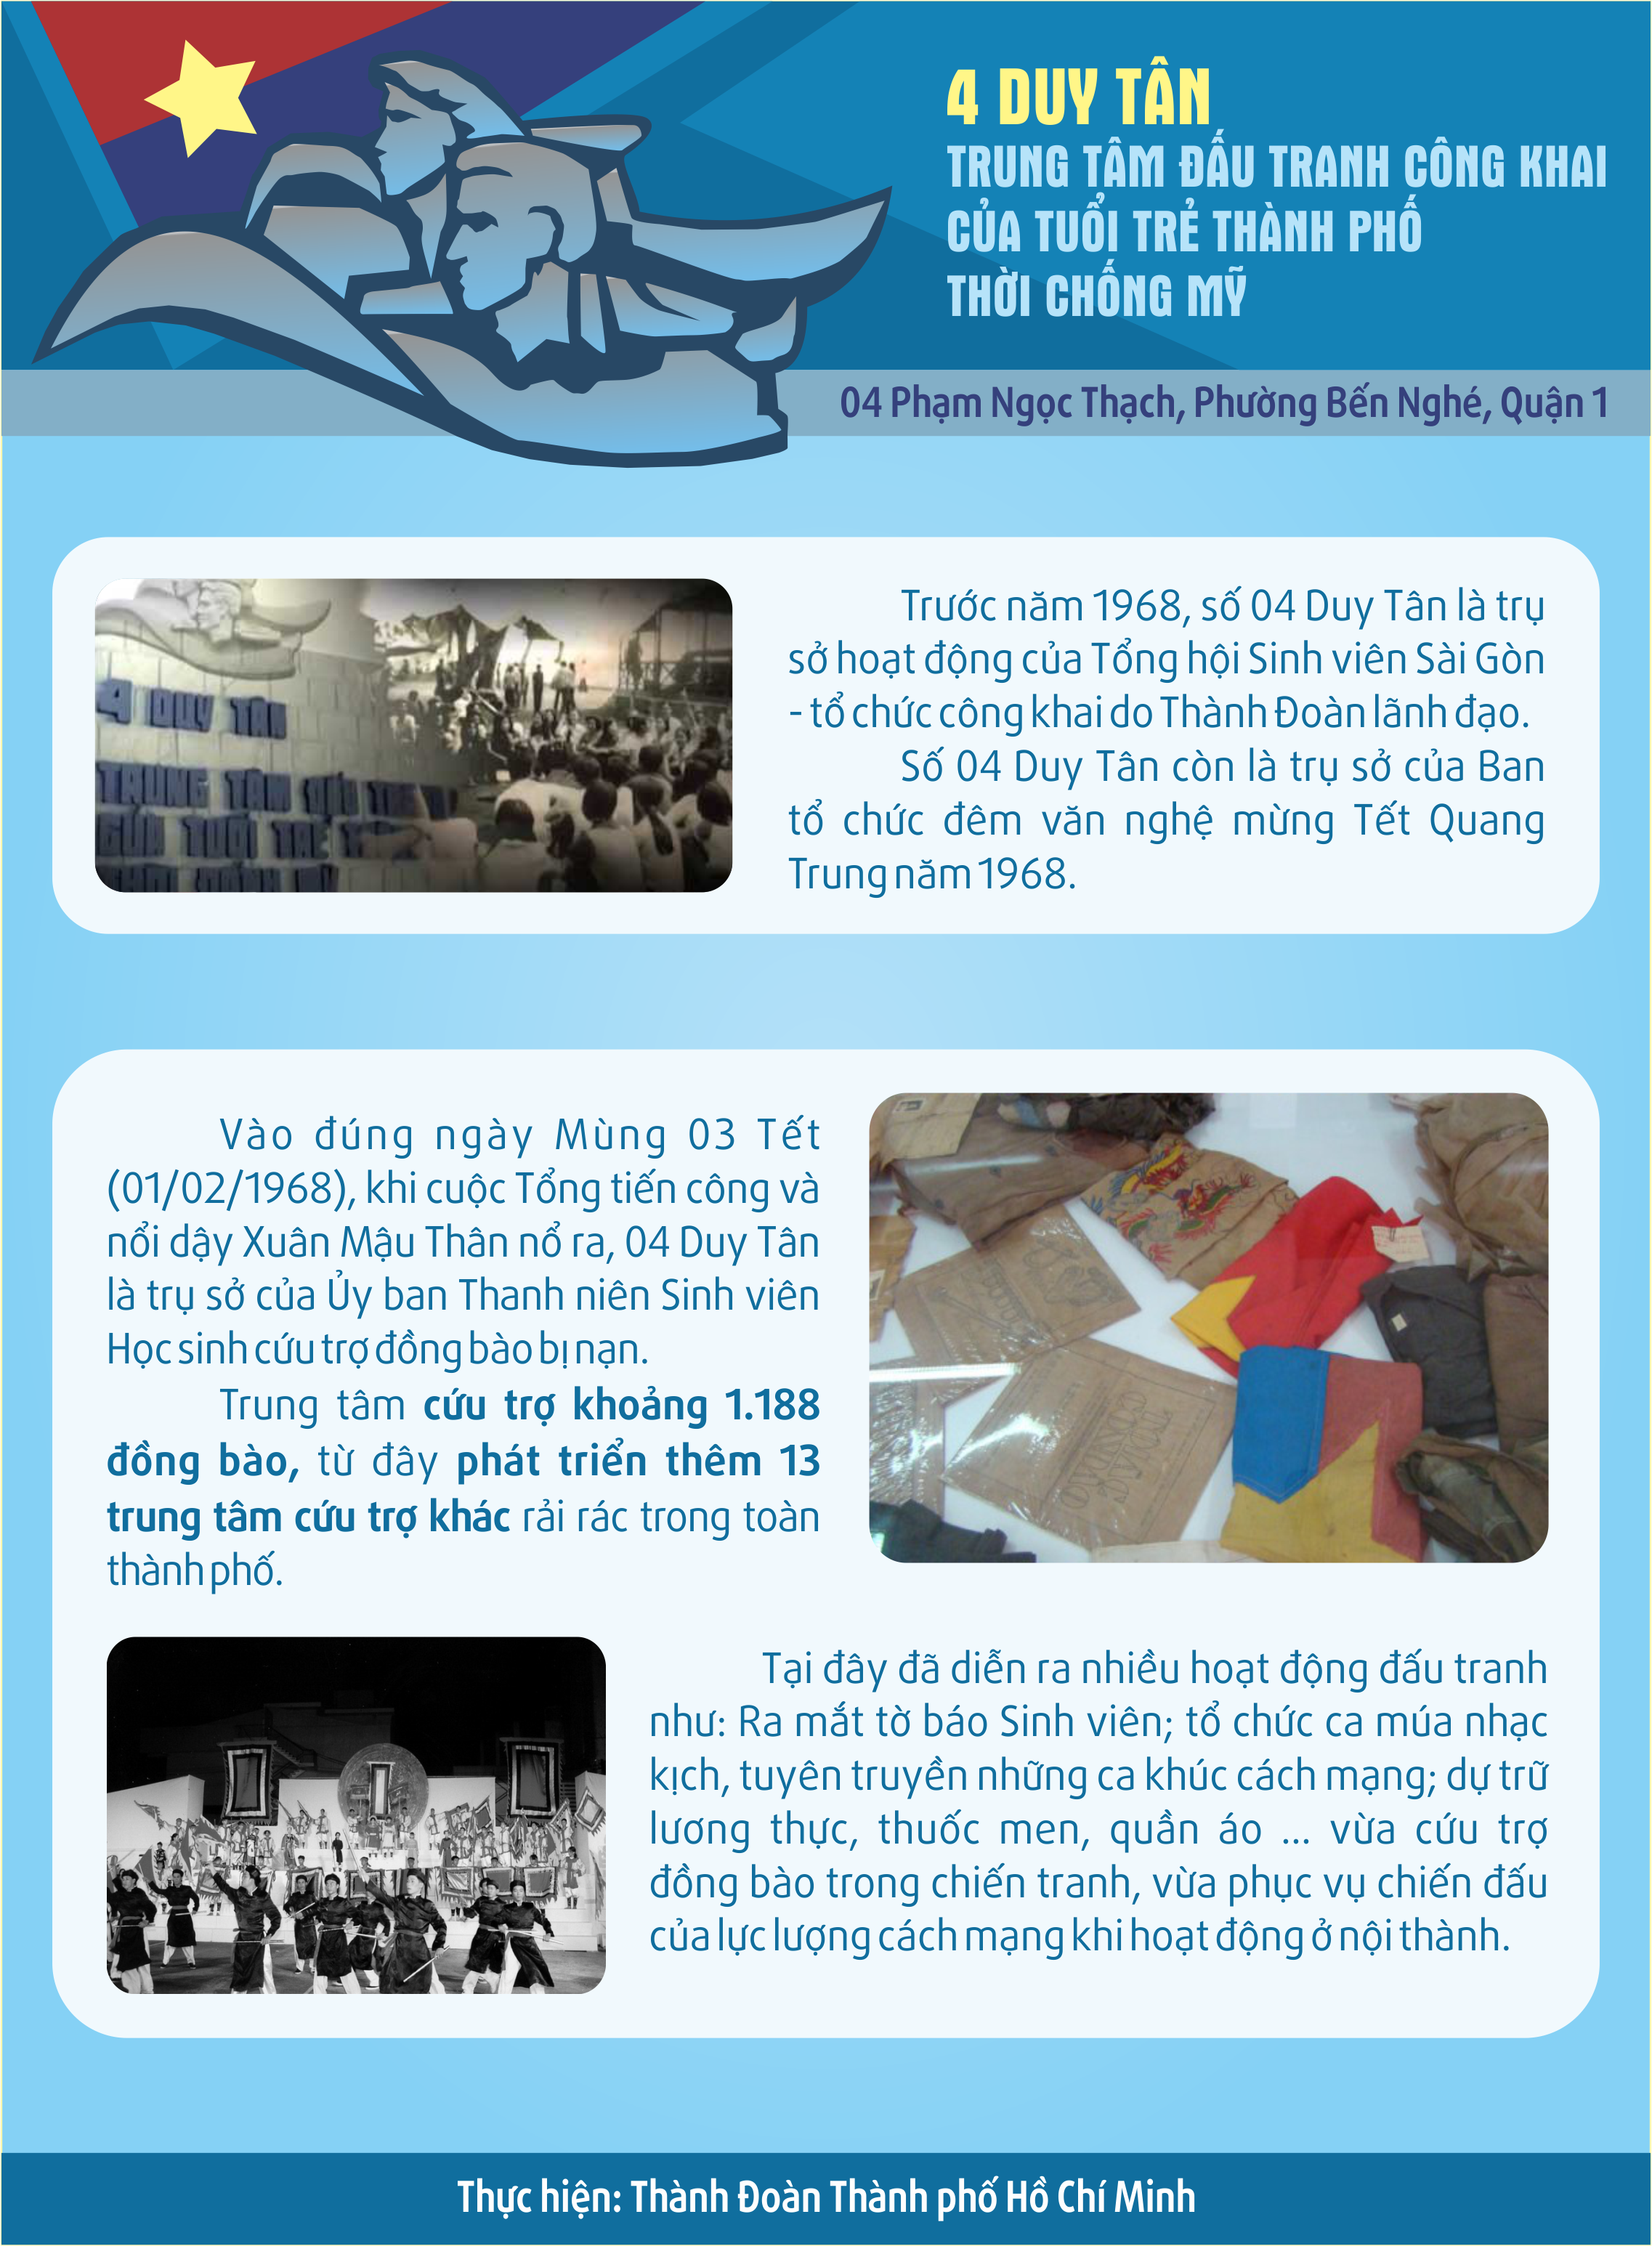 4 DUY TÂN
TRUNG TÂM ĐẤU TRANH CÔNG KHAI
CỦA TUỔI TRẺ THÀNH PHỐ
THỜI CHỐNG MỸ
04 Phạm Ngọc Thạch, Phường Bến Nghé, Quận 1
4 DUY TÂN
TRUNG TÂM ĐẤU
CỦA TUỔI TRẺ
THỜI CHỐNG MỸ
Trước năm 1968, số 04 Duy Tân là trụ
sở hoạt động của Tổng hội Sinh viên Sài Gòn
- tổ chức công khai do Thành Đoàn lãnh đạo.
Số 04 Duy Tân còn là trụ sở của Ban
tổ chức đêm văn nghệ mừng Tết Quang
Trung năm 1968.
Vào đúng ngày Mùng 03 Tết
(01/02/1968), khi cuộc Tổng tiến công và
nổi dậy Xuân Mậu Thân nổ ra, 04 Duy Tân
là trụ sở của Ủy ban Thanh niên Sinh viên
Học sinh cứu trợ đồng bào bị nạn.
Trung tâm cứu trợ khoảng 1.188
đồng bào, từ đây phát triển thêm 13
trung tâm cứu trợ khác rải rác trong toàn
thành phố.
Tại đây đã diễn ra nhiều hoạt động đấu tranh
như: Ra mắt tờ báo Sinh viên; tổ chức ca múa nhạc
kịch, tuyên truyền những ca khúc cách mạng; dự trữ
lương thực, thuốc men, quần áo ... vừa cứu trợ
đồng bào trong chiến tranh, vừa phục vụ chiến đấu
của lực lượng cách mạng khi hoạt động ở nội thành.
Thực hiện: Thành Đoàn Thành phố Hồ Chí Minh